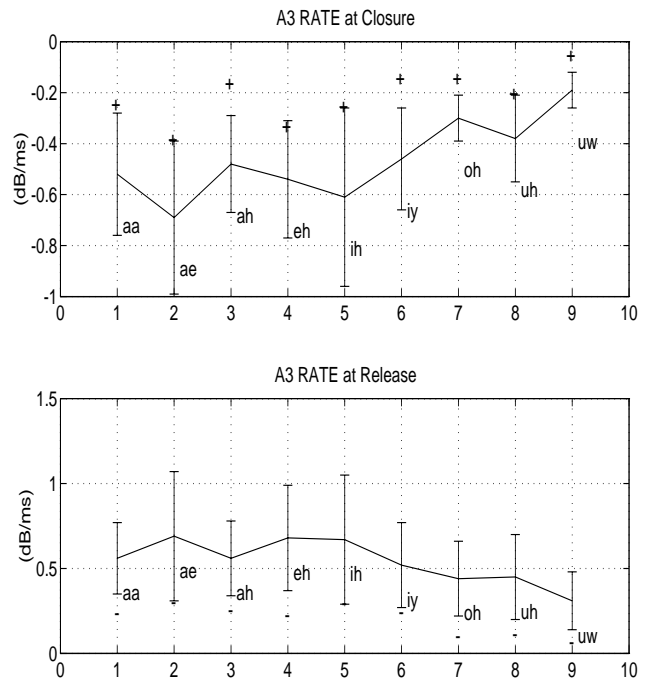 A3 RATE at Closure
0
-0.2
-0.4
-0.6
-0.8
-1
(dB/ms)
aa
ae
ah
eh
ih
iy
oh
uh
uw
0 1 2 3 4 5 6 7 8 9 10
A3 RATE at Release
1.5
1
0.5
0
(dB/ms)
aa
ae
ah
eh
ih
iy
oh
uh
uw
0 1 2 3 4 5 6 7 8 9 10